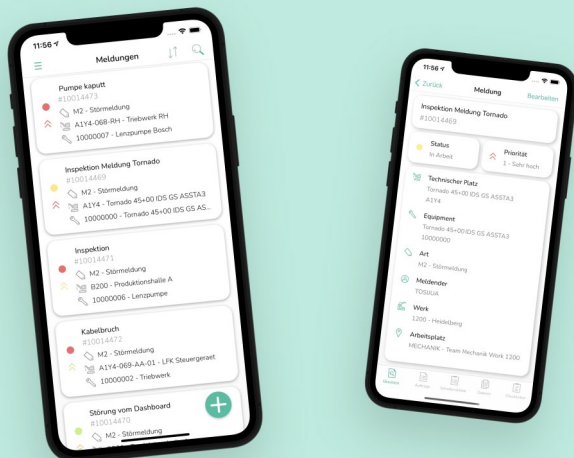 11:56
Meldungen
Pumpe kaputt
#10014473
M2 - Störmeldung
A1Y4-068-RH - Triebwerk RH
10000007 - Lenzpumpe Bosch
Inspektion Meldung Tornado
#10014469
M2 - Störmeldung
A1Y4 - Tornado 45+00 IDS GS ASSTA3
10000000 - Tornado 45+00 IDS GS AS...
Inspektion
#10014471
M2 - Störmeldung
B200 - Produktionshalle A
10000006 - Lenzpumpe
Kabelbruch
#10014472
M2 - Störmeldung
A1Y4-069-AA-01 - LFK Steuergeraet
10000002 - Triebwerk
Störung vom Dashboard
#10014470
M2 - Störmeldung
11:56
Zurück Meldung Bearbeiten
Inspektion Meldung Tornado
#10014469
Status
In Arbeit
Priorität
1 - Sehr hoch
Technischer Platz
Tornado 45+00 IDS GS ASSTA3
A1Y4
Equipment
Tornado 45+00 IDS GS ASSTA3
10000000
Art
M2 - Störmeldung
Meldender
Werk
1200 - Heidelberg
Arbeitsplatz
MECHANIK - Team Mechanik Work 1200